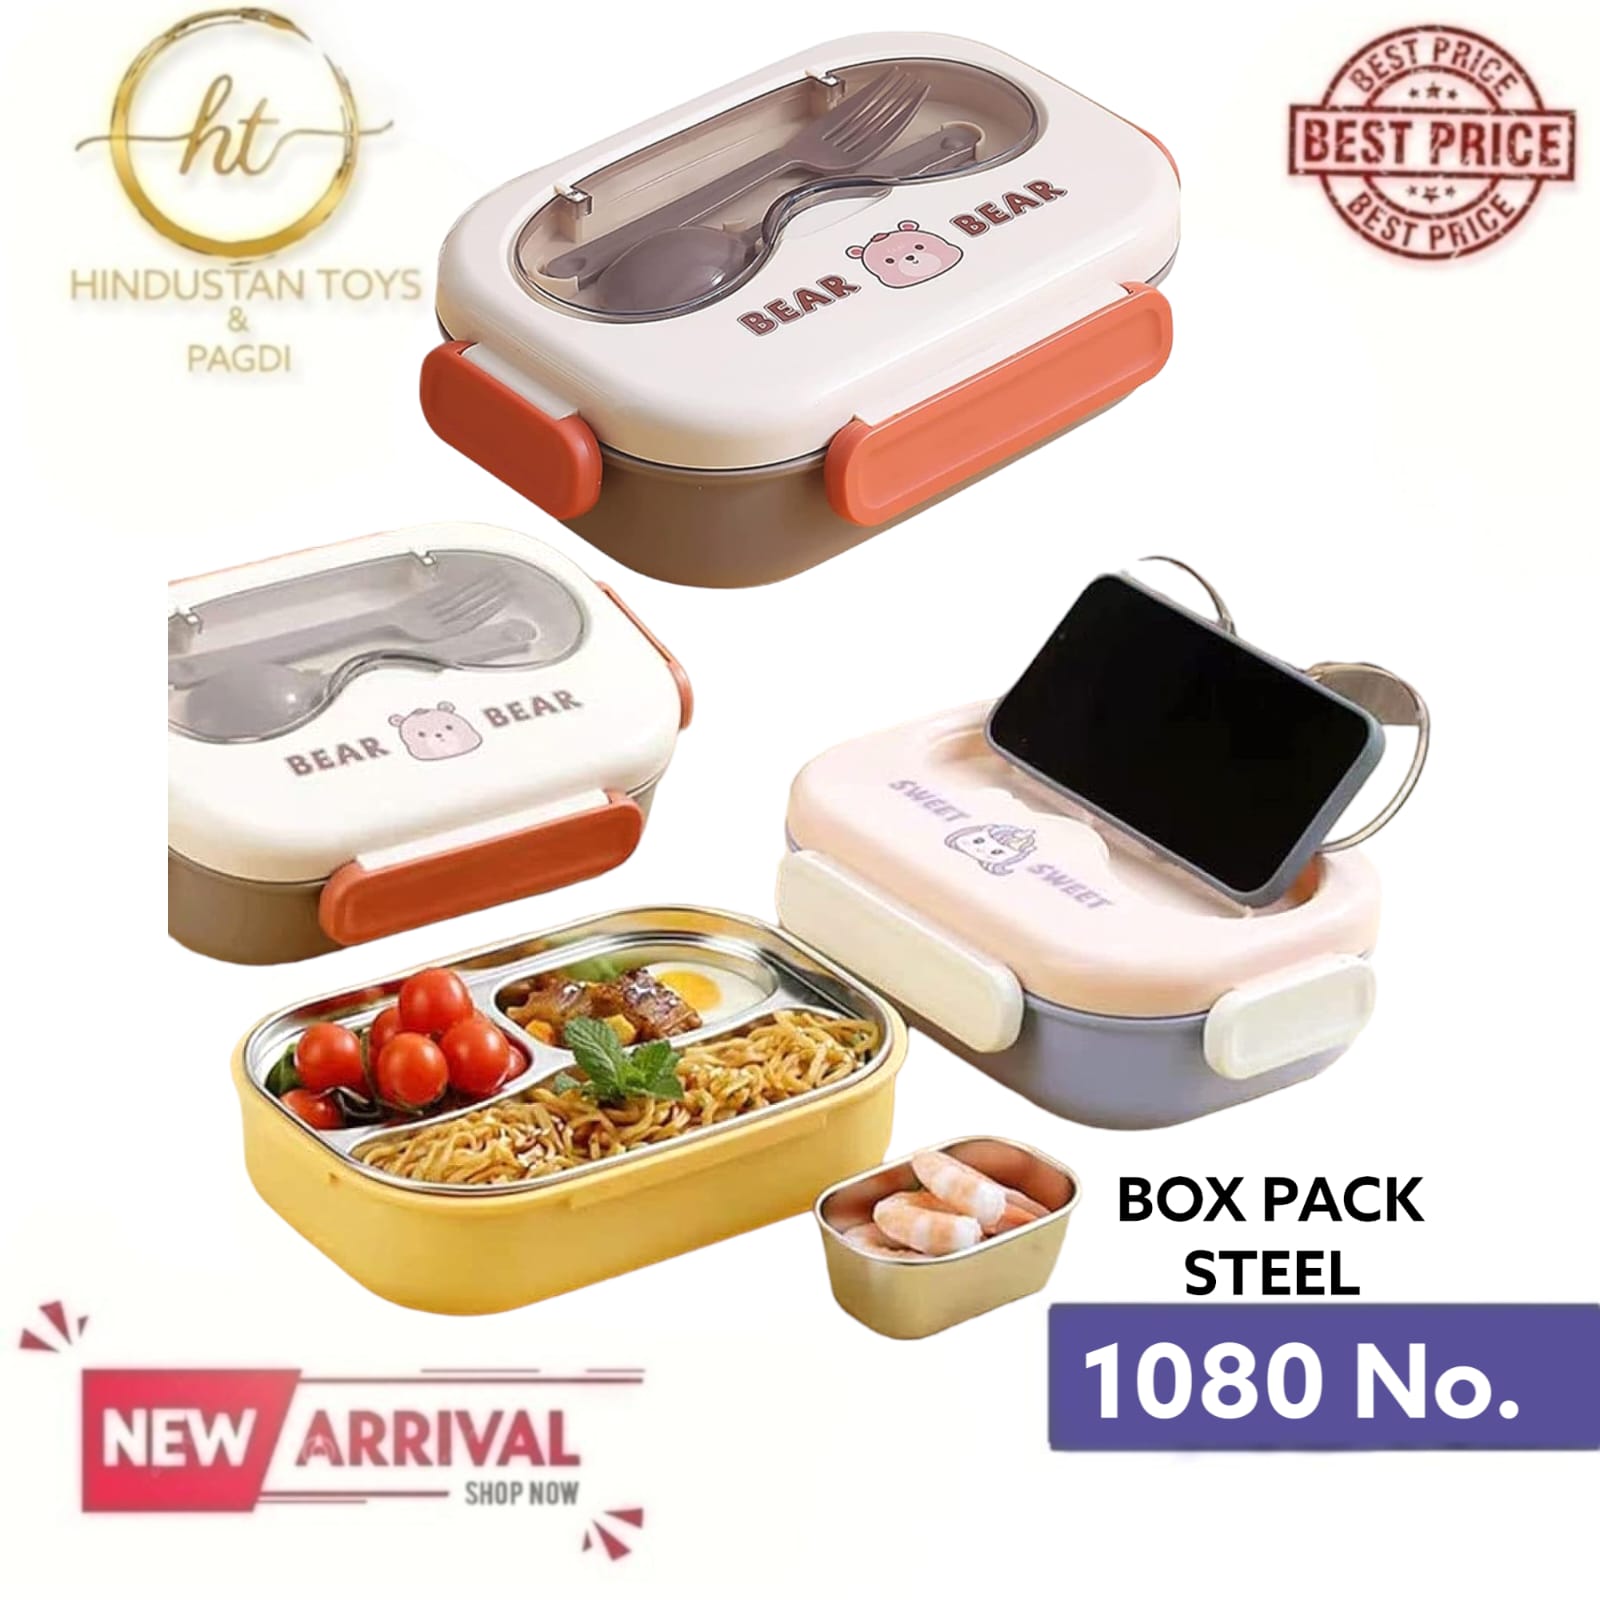 ht
HINDUSTAN TOYS
&
PAGDI
BEST PRICE
BEST PRICE
BEST PRICE
BEAR BEAR
BEAR BEAR
SWEET SWEET
BOX PACK
STEEL
1080 No.
NEW ARRIVAL
SHOP NOW